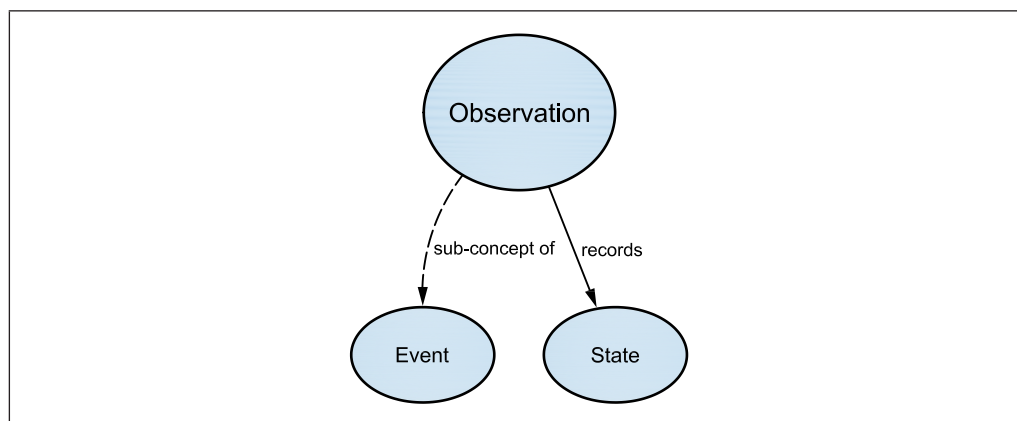 Observation
sub-concept of
records
Event
State